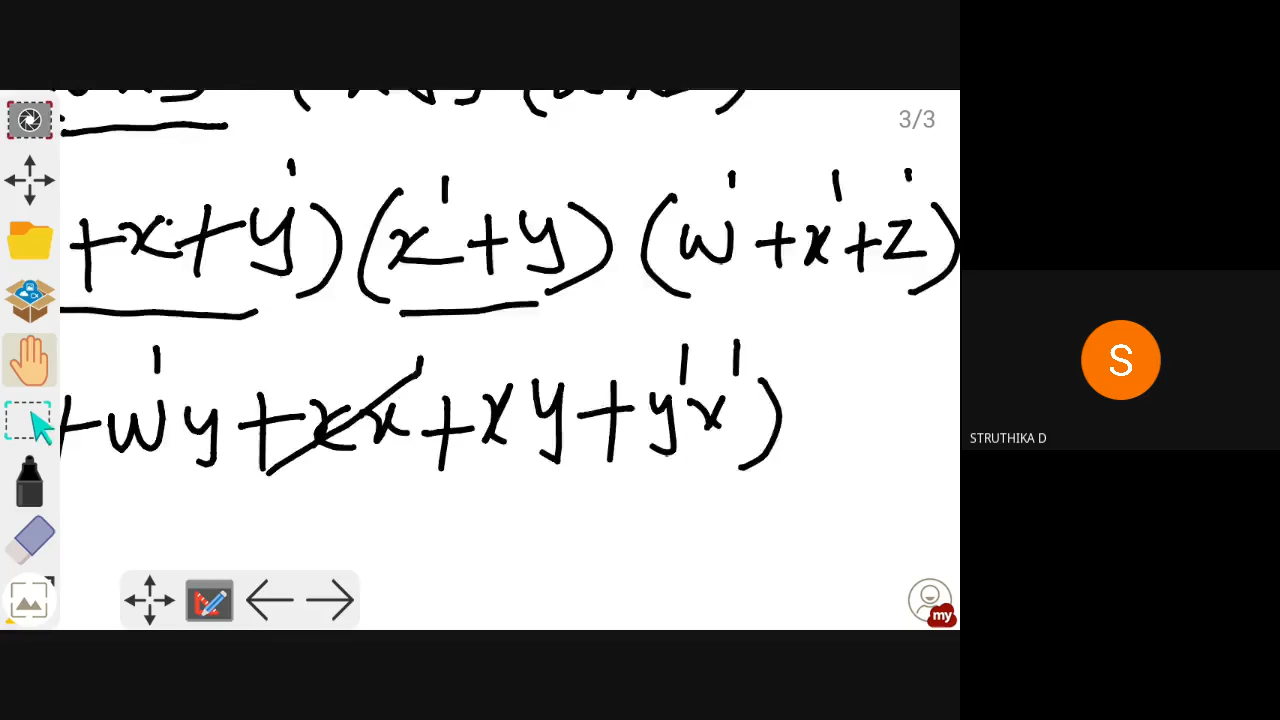 3/3
+x+y')(x'+y)(w'+x'+z')
+w'y+xx'+xy+y'x')
S
STRUTHIKA D
my